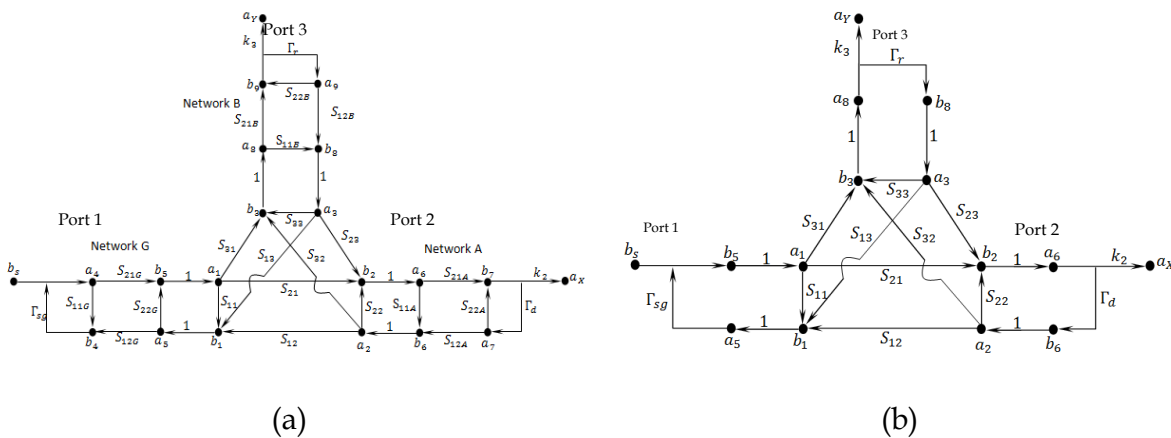 a_Y
Port 3
k_3
Γ_r
b_9
a_9
S_22B
Network B
S_21B
S_12B
a_8
S_11B
b_8
1
1
b_3
a_3
S_33
Port 1
Port 2
S_31
S_13
S_32
S_23
Network G
Network A
b_s
a_4
S_21G
b_5
1
a_1
S_21
b_2
1
a_6
S_21A
b_7
k_2
a_X
Γ_sg
S_11G
S_22G
S_11
S_22
S_11A
S_22A
Γ_d
b_4
S_12G
a_5
1
b_1
S_12
a_2
1
b_6
S_12A
a_7
(a)
a_Y
Port 3
k_3
Γ_r
a_8
b_8
1
1
b_3
a_3
S_33
S_31
S_13
S_32
S_23
Port 1
Port 2
b_s
b_5
1
a_1
S_21
b_2
1
a_6
k_2
a_X
Γ_sg
S_11
S_22
Γ_d
a_5
1
b_1
S_12
a_2
1
b_6
(b)